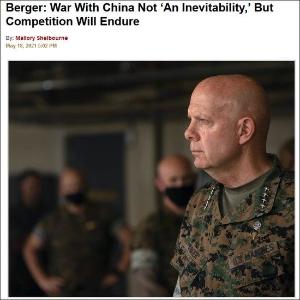 Berger: War With China Not ‘An Inevitability,’ But
Competition Will Endure
By: Mallory Shelbourne
May 18, 2021 5:02 PM